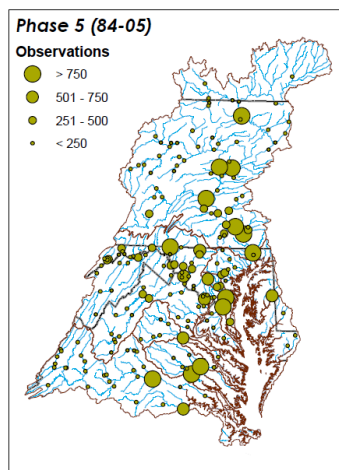 Phase 5 (84-05)
Observations
> 750
501 - 750
251 - 500
< 250